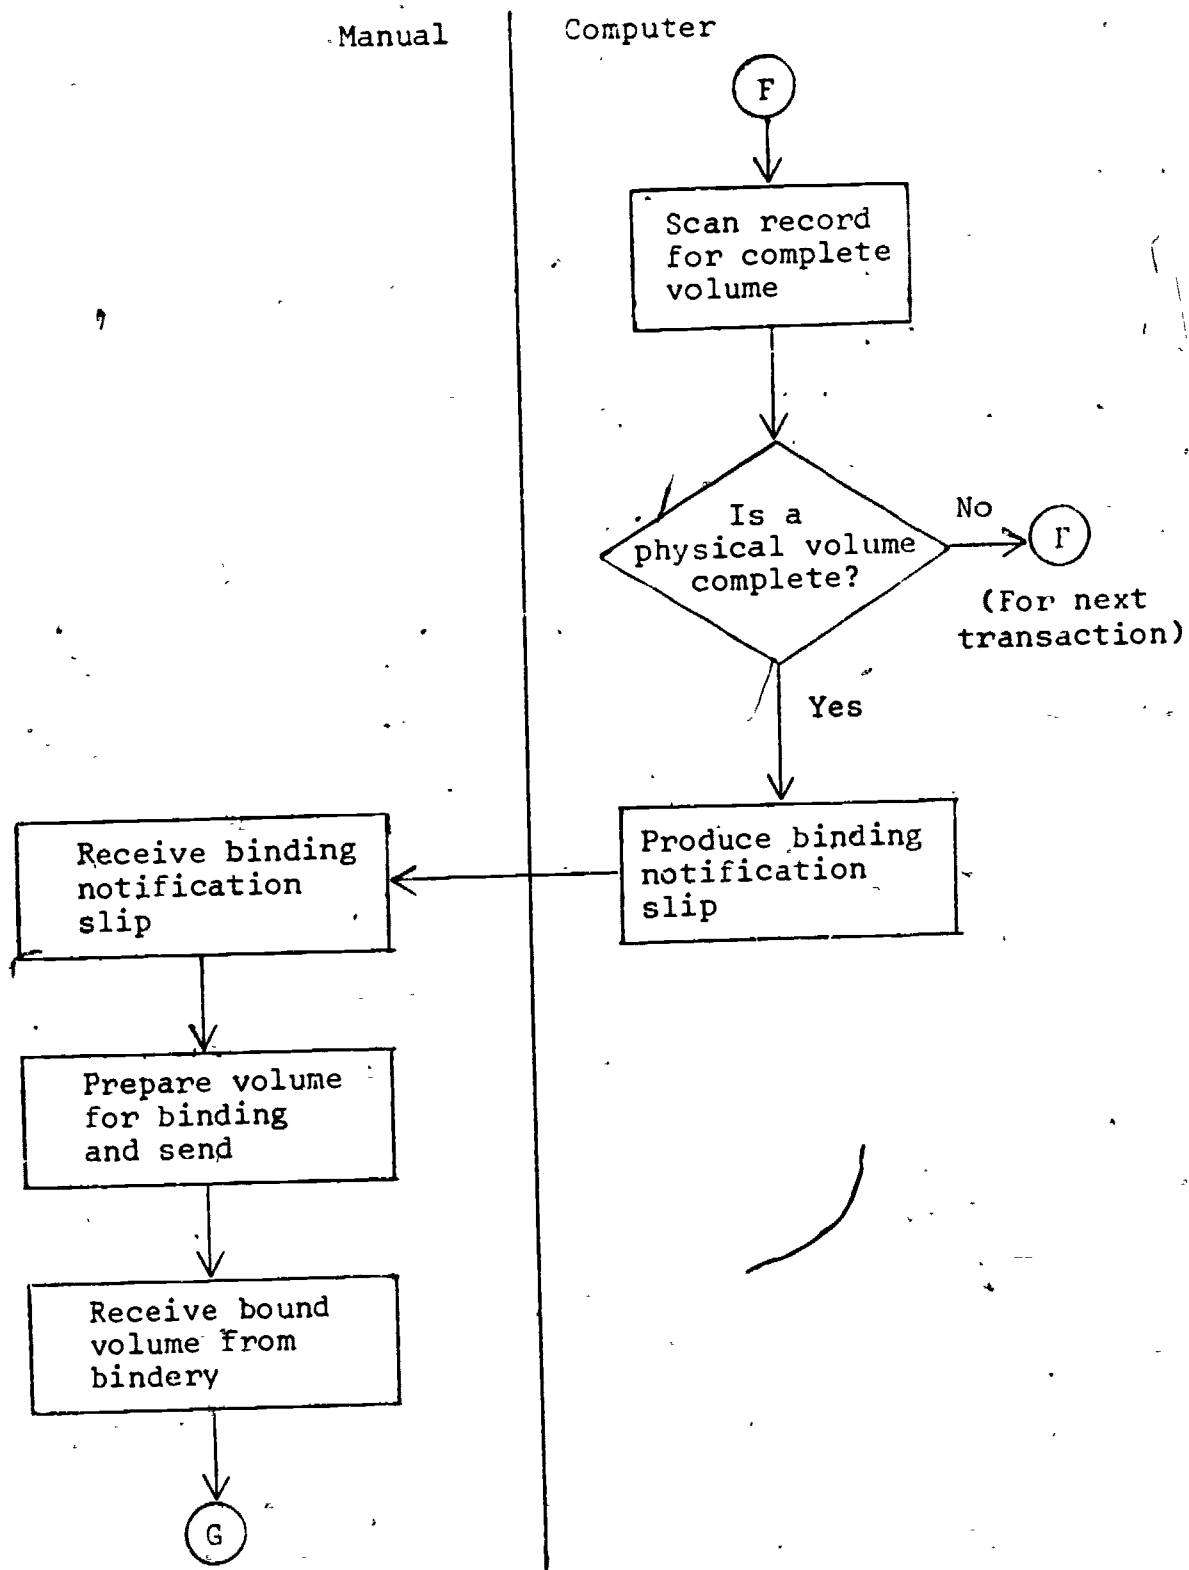 Manual
Computer
F
Scan record
for complete
volume
Is a
physical volume
complete?
No
(For next
transaction)
Yes
Produce binding
notification
slip
Receive binding
notification
slip
Prepare volume
for binding
and send
Receive bound
volume from
bindery
G